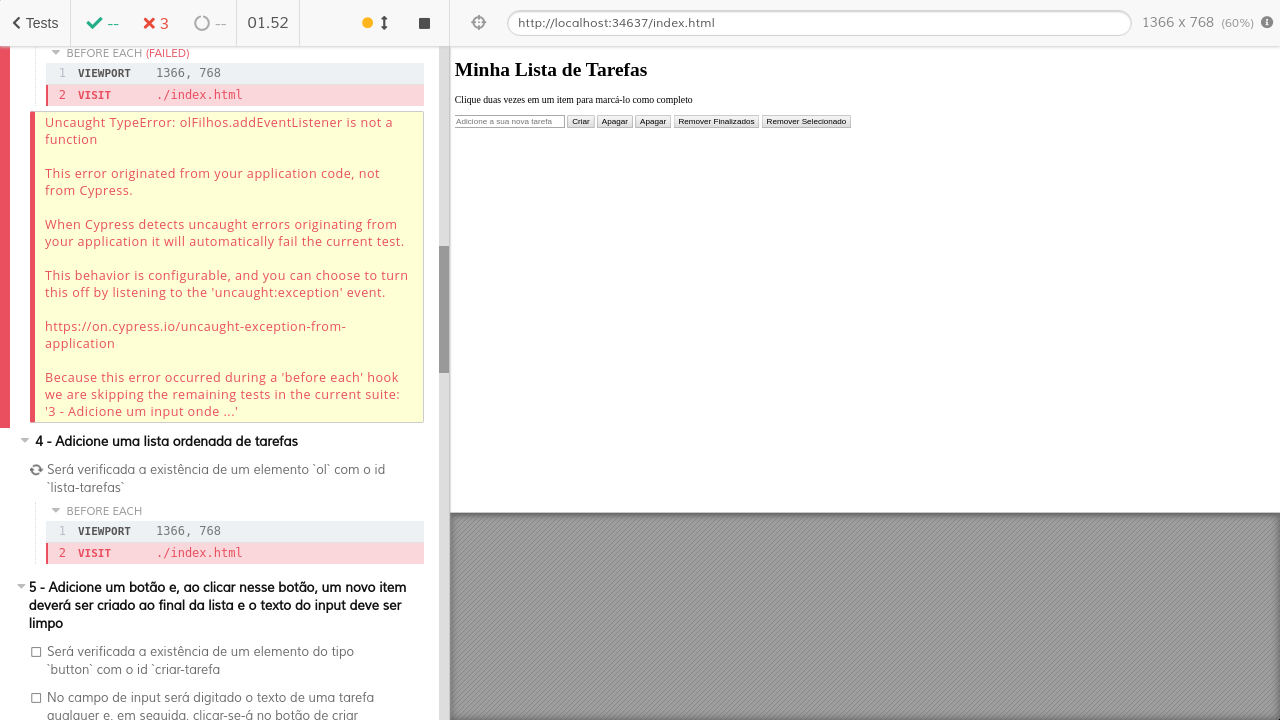 Tests
--
3
--
01.52
http://localhost:34637/index.html
1366 x 768 (60%)
BEFORE EACH (FAILED)
1 VIEWPORT 1366, 768
2 VISIT ./index.html
Uncaught TypeError: olFilhos.addEventListener is not a
function
This error originated from your application code, not
from Cypress.
When Cypress detects uncaught errors originating from
your application it will automatically fail the current test.
This behavior is configurable, and you can choose to turn
this off by listening to the 'uncaught:exception' event.
https://on.cypress.io/uncaught-exception-from-
application
Because this error occurred during a 'before each' hook
we are skipping the remaining tests in the current suite:
'3 - Adicione um input onde ...'
4 - Adicione uma lista ordenada de tarefas
Será verificada a existência de um elemento `ol` com o id
`lista-tarefas`
BEFORE EACH
1 VIEWPORT 1366, 768
2 VISIT ./index.html
5 - Adicione um botão e, ao clicar nesse botão, um novo item
deverá ser criado ao final da lista e o texto do input deve ser
limpo
Será verificada a existência de um elemento do tipo
`button` com o id `criar-tarefa
No campo de input será digitado o texto de uma tarefa
qualquer e, em seguida, clicar-se-á no botão de criar
Minha Lista de Tarefas
Clique duas vezes em um item para marcá-lo como completo
Adicione a sua nova tarefa Criar Apagar Apagar Remover Finalizados Remover Selecionado